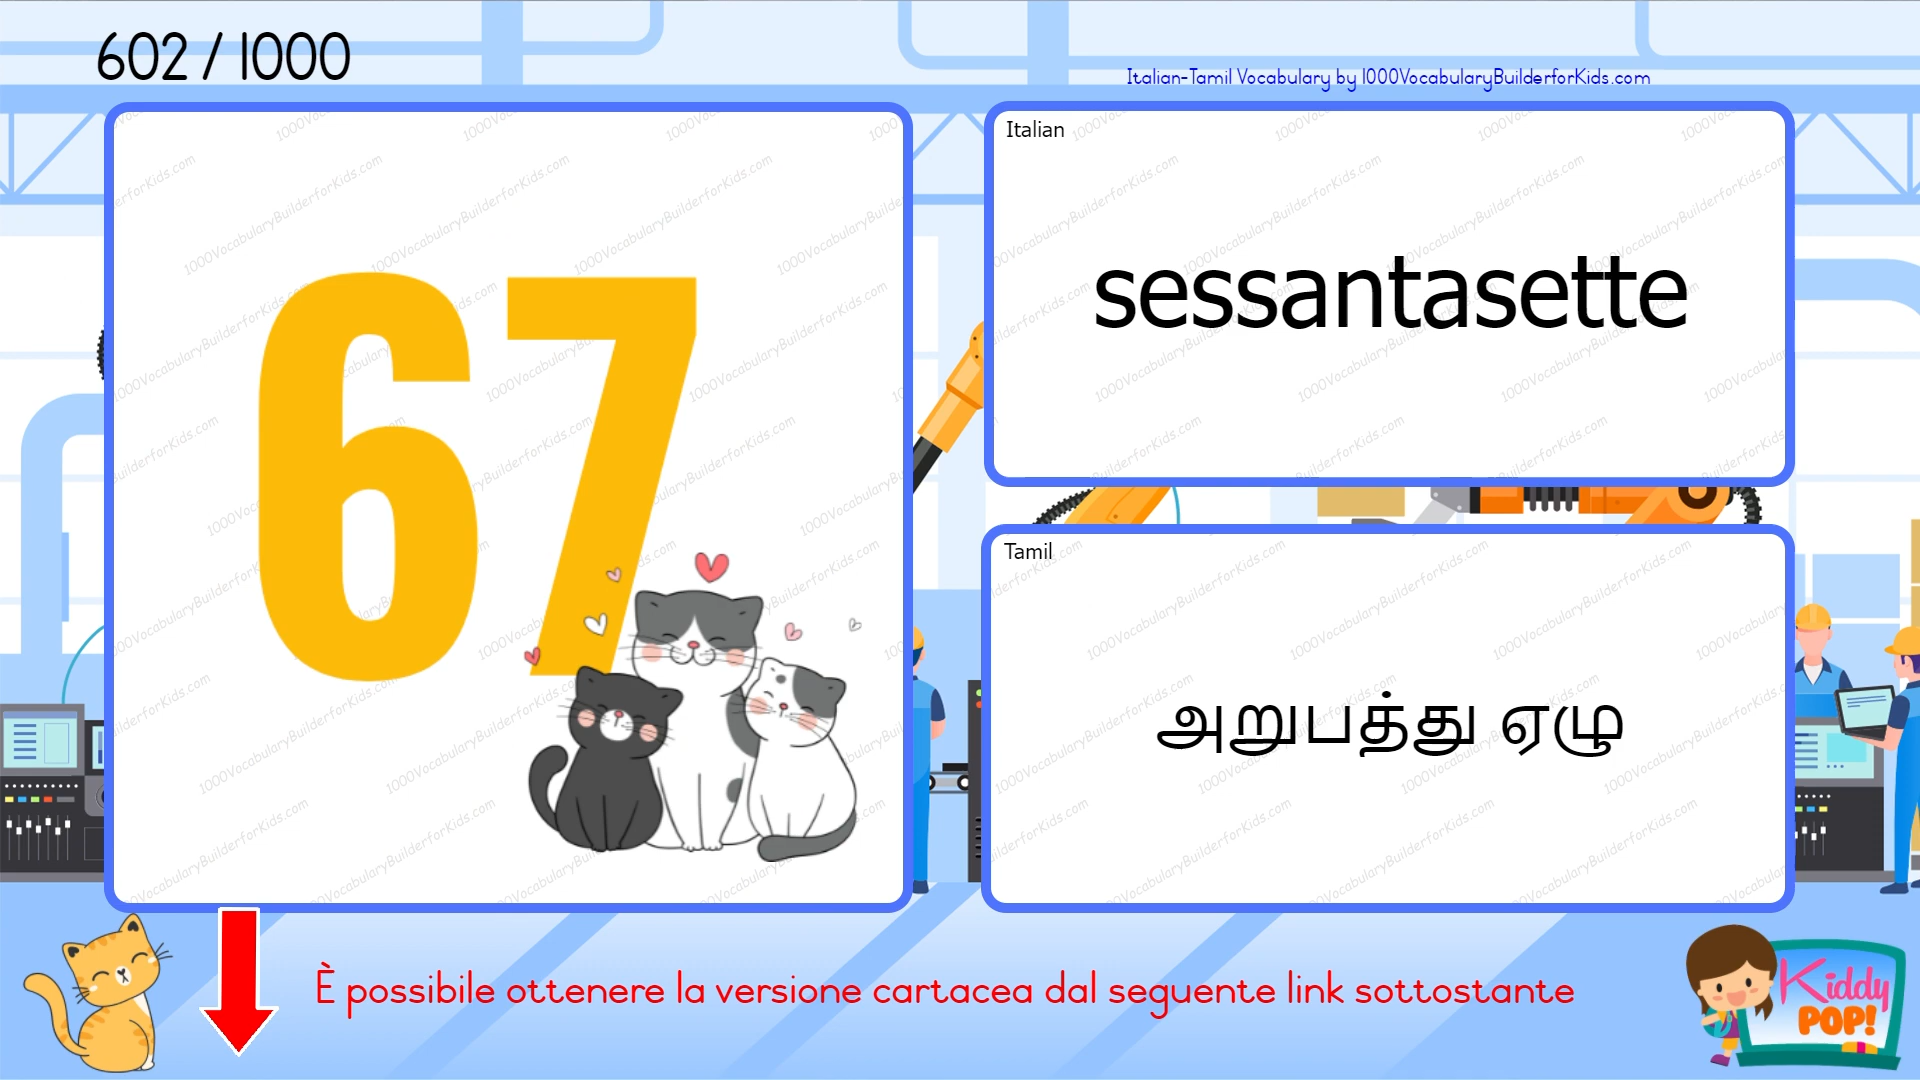 602 / 1000
Italian-Tamil Vocabulary by 1000VocabularyBuilderforKids.com
67
Italian
sessantasette
Tamil
அறுபத்து ஏழு
È possibile ottenere la versione cartacea dal seguente link sottostante
Kiddy
POP!